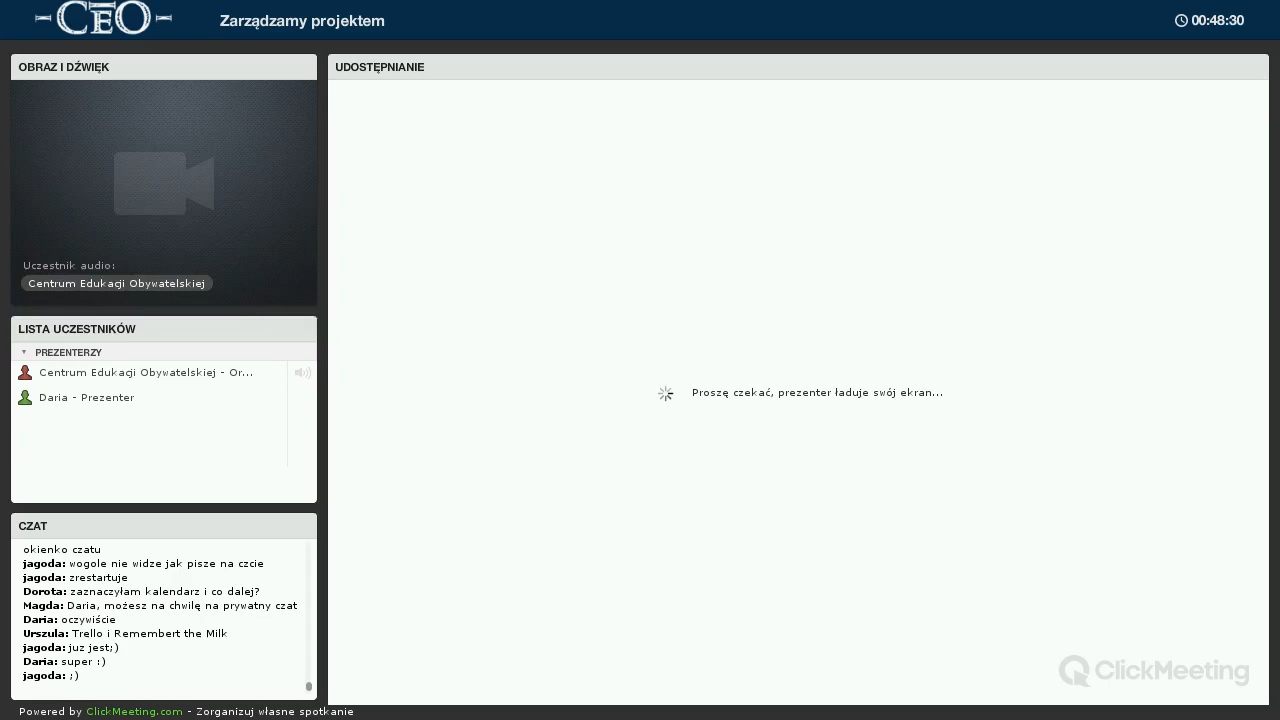 CEO
Zarządzamy projektem
00:48:30
OBRAZ I DŹWIĘK
Uczestnik audio:
Centrum Edukacji Obywatelskiej
LISTA UCZESTNIKÓW
PREZENTERZY
Centrum Edukacji Obywatelskiej - Or...
Daria - Prezenter
CZAT
okienko czatu
jagoda: wogole nie widze jak pisze na czcie
jagoda: zrestartuje
Dorota: zaznaczyłam kalendarz i co dalej?
Magda: Daria, możesz na chwilę na prywatny czat
Daria: oczywiście
Urszula: Trello i Remembert the Milk
jagoda: juz jest;)
Daria: super :)
jagoda: ;)
UDOSTĘPNIANIE
Proszę czekać, prezenter ładuje swój ekran...
ClickMeeting
Powered by ClickMeeting.com - Zorganizuj własne spotkanie